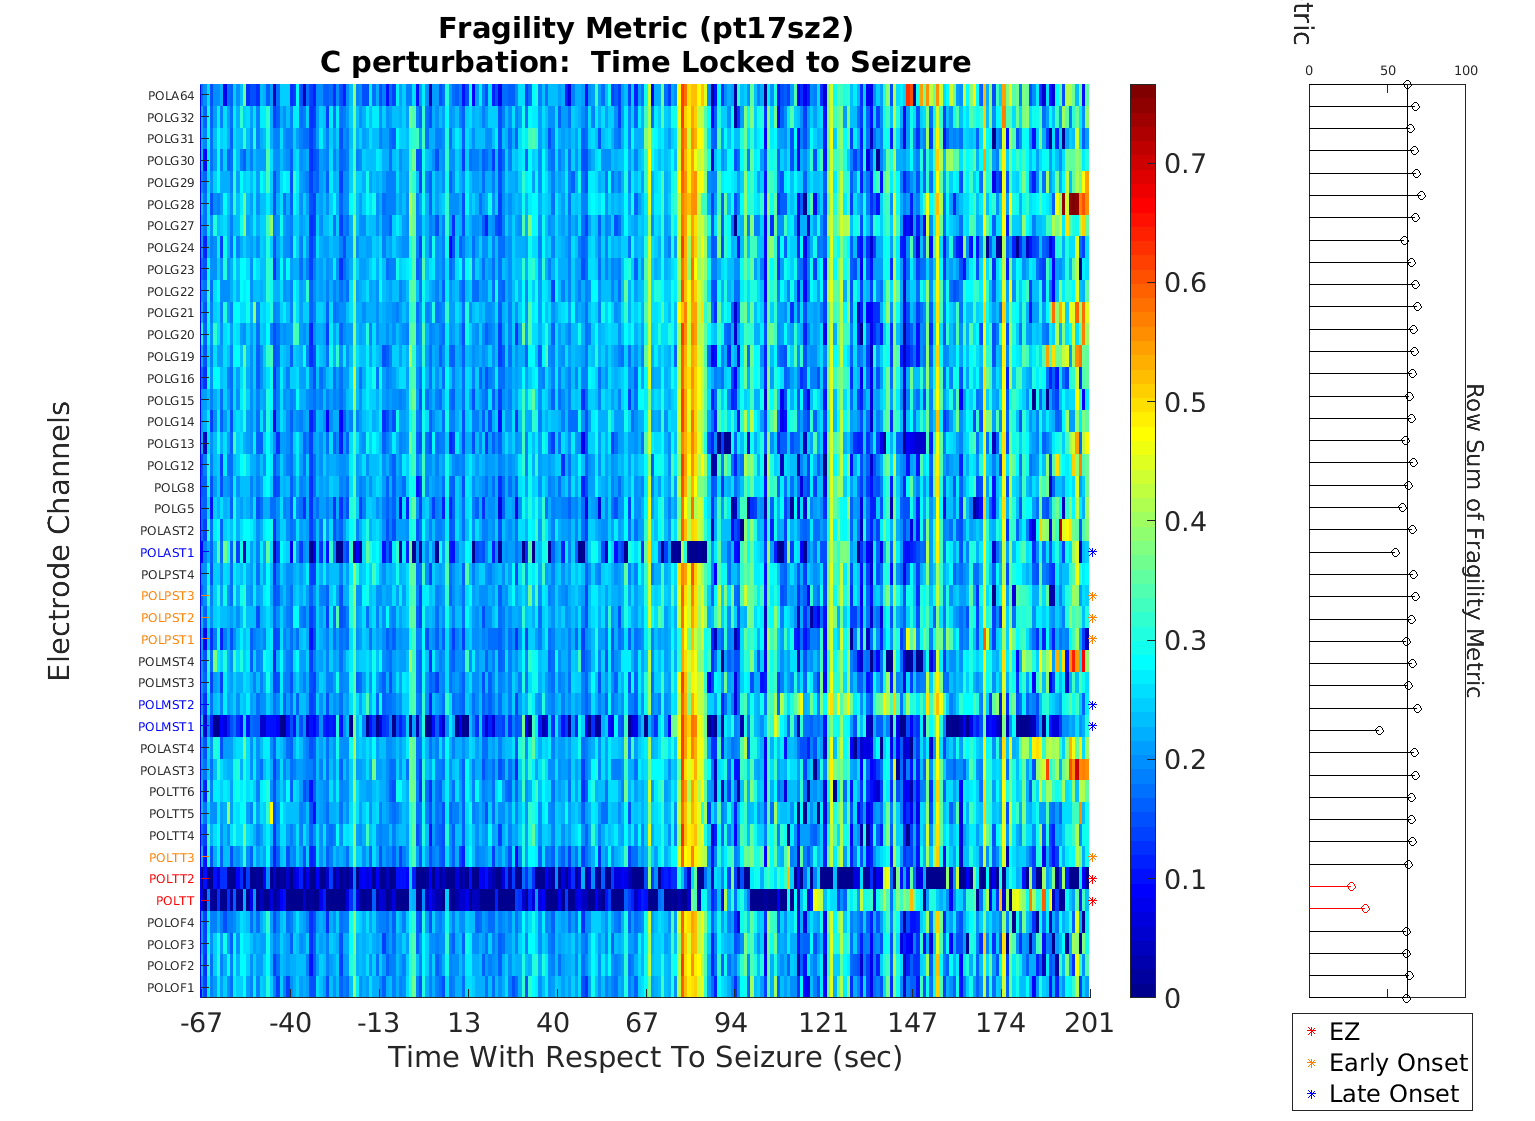 Fragility Metric (pt17sz2)
C perturbation:  Time Locked to Seizure
tric
0 50 100
POLA64
POLG32
POLG31
POLG30
POLG29
POLG28
POLG27
POLG24
POLG23
POLG22
POLG21
POLG20
POLG19
POLG16
POLG15
POLG14
POLG13
POLG12
POLG8
POLG5
POLAST2
POLAST1
POLPST4
POLPST3
POLPST2
POLPST1
POLMST4
POLMST3
POLMST2
POLMST1
POLAST4
POLAST3
POLTT6
POLTT5
POLTT4
POLTT3
POLTT2
POLTT
POLOF4
POLOF3
POLOF2
POLOF1
Electrode Channels
-67 -40 -13 13 40 67 94 121 147 174 201
Time With Respect To Seizure (sec)
0.7
0.6
0.5
0.4
0.3
0.2
0.1
0
Row Sum of Fragility Metric
EZ
Early Onset
Late Onset